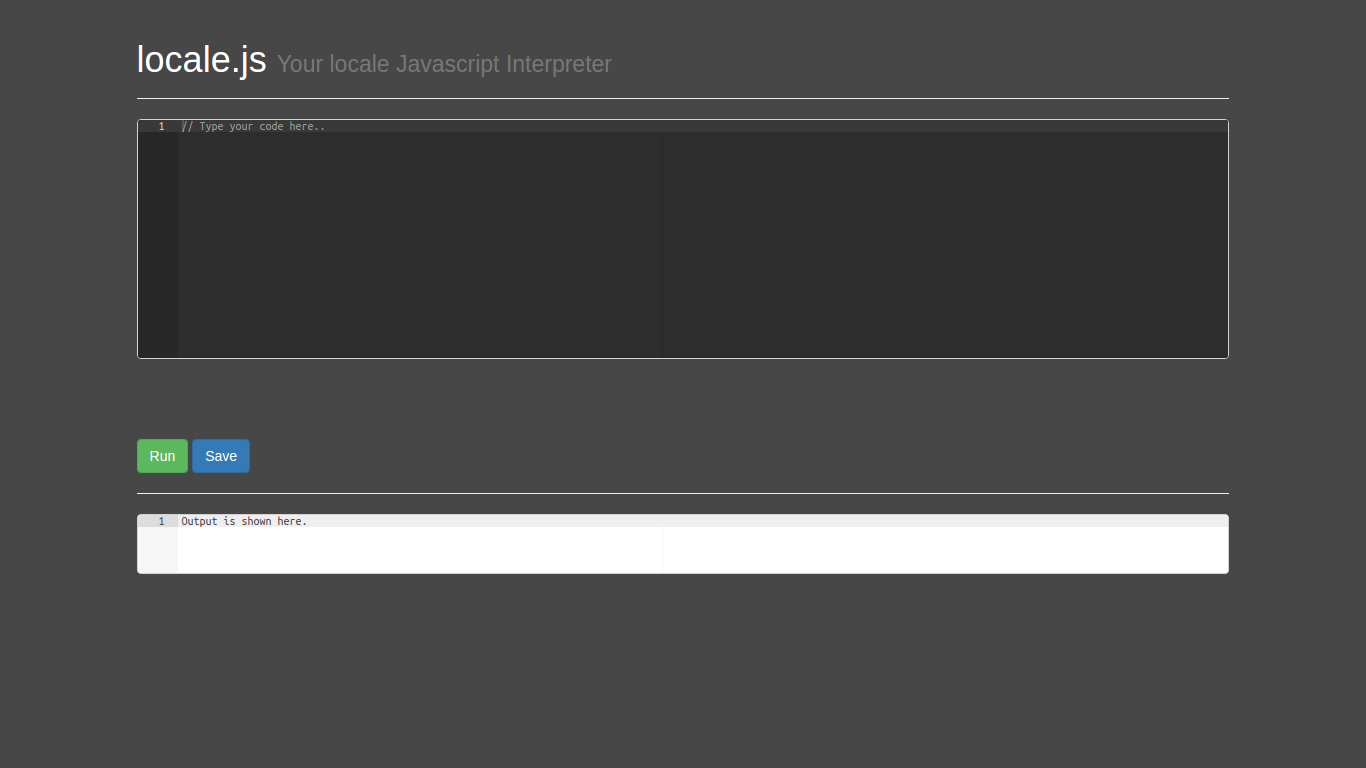 locale.js Your locale Javascript Interpreter
1 // Type your code here..
Run Save
1 Output is shown here.